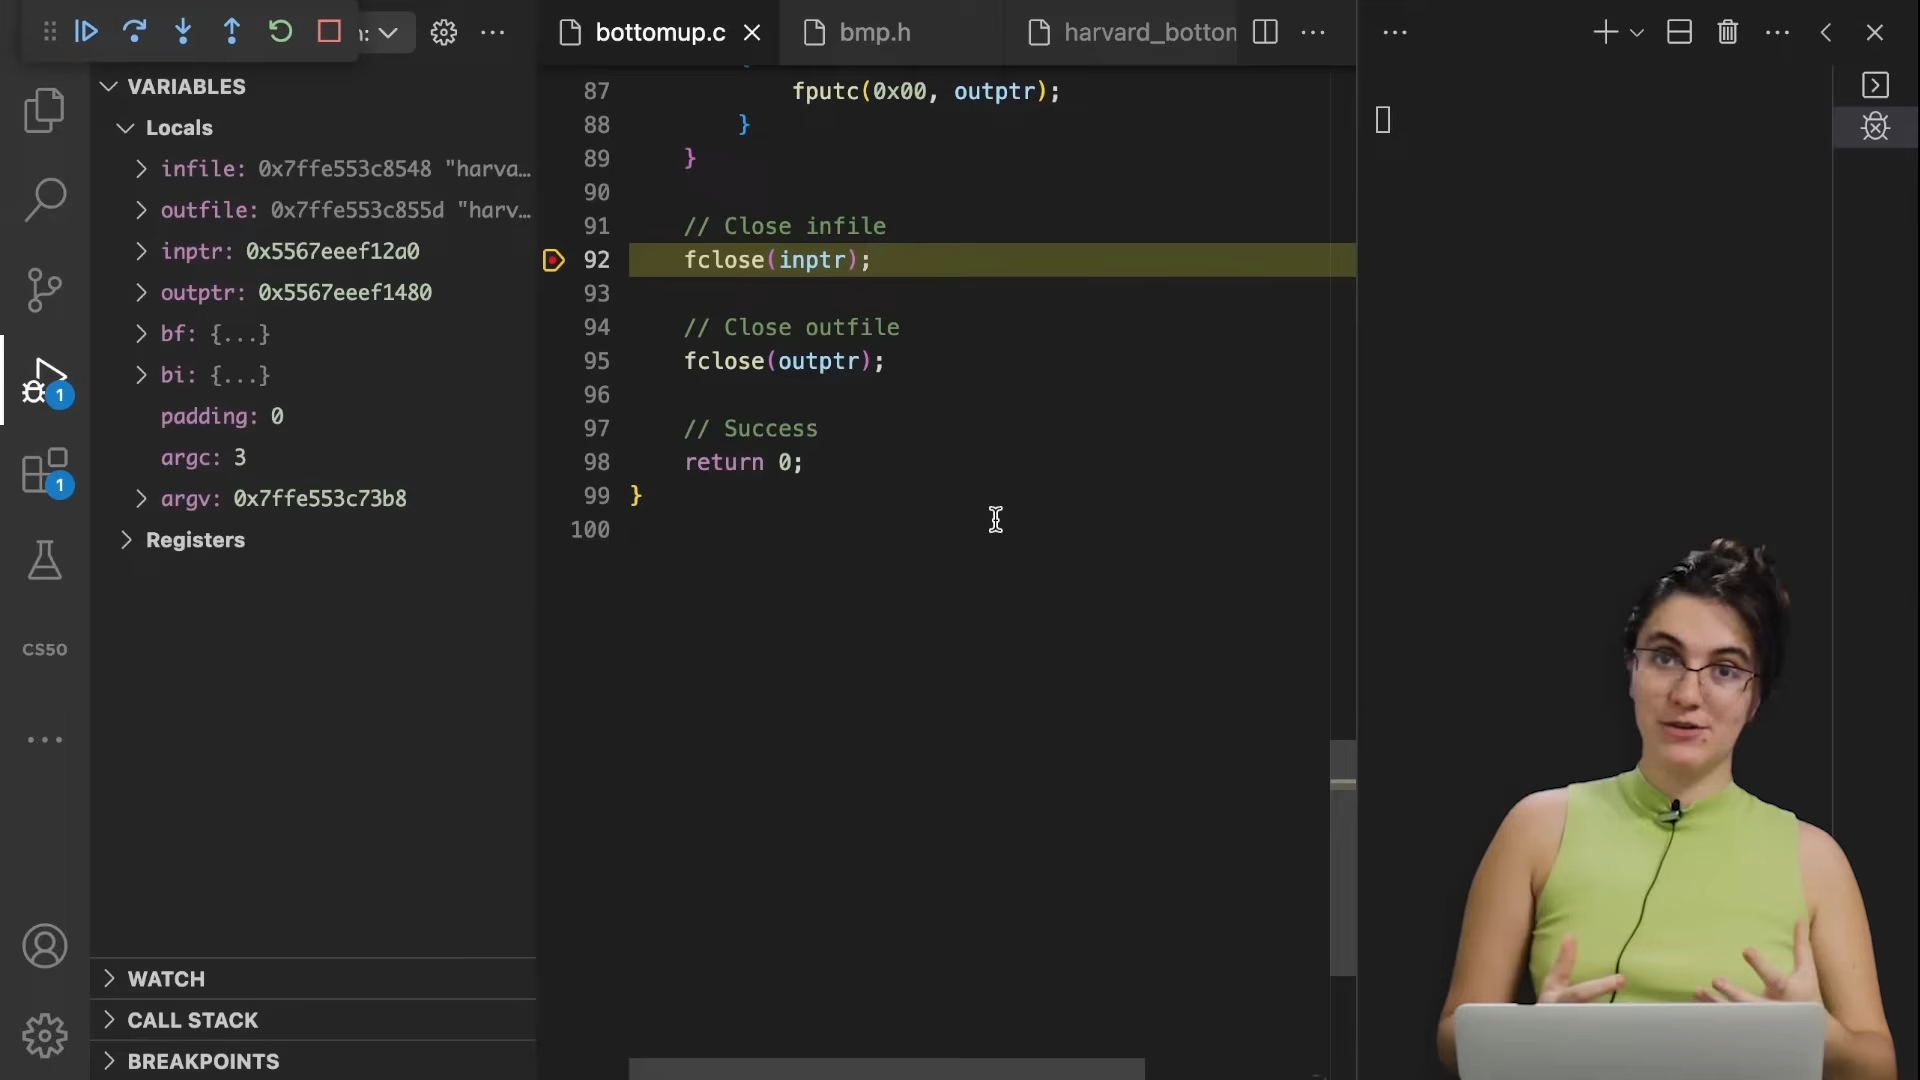 n:
bottomup.c
bmp.h
harvard_bottom
VARIABLES
Locals
infile: 0x7ffe553c8548 "harva...
outfile: 0x7ffe553c855d "harv...
inptr: 0x5567eeef12a0
outptr: 0x5567eeef1480
bf: {...}
bi: {...}
padding: 0
argc: 3
argv: 0x7ffe553c73b8
Registers
WATCH
CALL STACK
BREAKPOINTS
1
1
CS50
87 fputc(0x00, outptr);
88 }
89 }
90
91 // Close infile
92 fclose(inptr);
93
94 // Close outfile
95 fclose(outptr);
96
97 // Success
98 return 0;
99 }
100